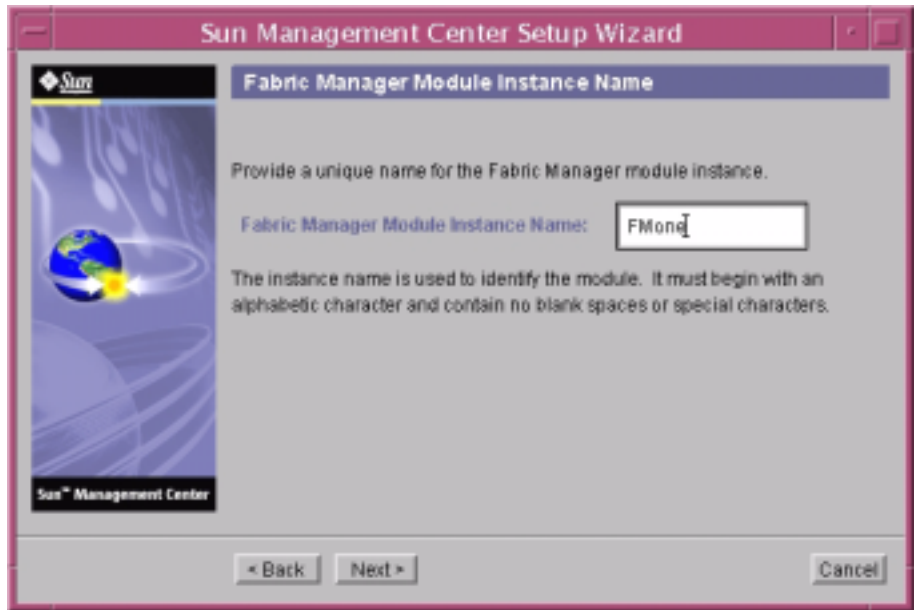 Sun Management Center Setup Wizard
Sun
Fabric Manager Module Instance Name
Provide a unique name for the Fabric Manager module instance.
Fabric Manager Module Instance Name: FMone
The instance name is used to identify the module. It must begin with an
alphabetic character and contain no blank spaces or special characters.
Sun™ Management Center
< Back Next > Cancel